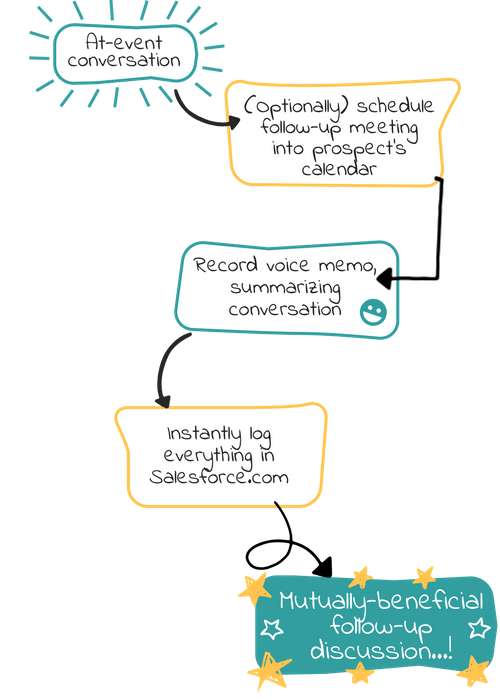 At-event
conversation
(Optionally) schedule
follow-up meeting
into prospect's
calendar
Record voice memo,
summarizing
conversation
Instantly log
everything in
Salesforce.com
Mutually-beneficial
follow-up
discussion...!